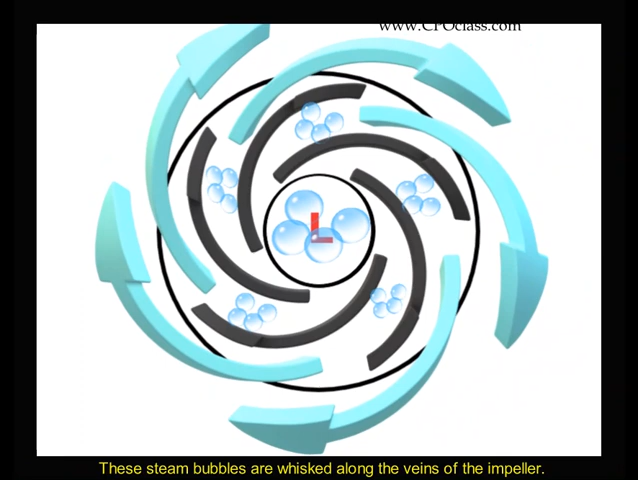 www.CPOclass.com
L
These steam bubbles are whisked along the veins of the impeller.